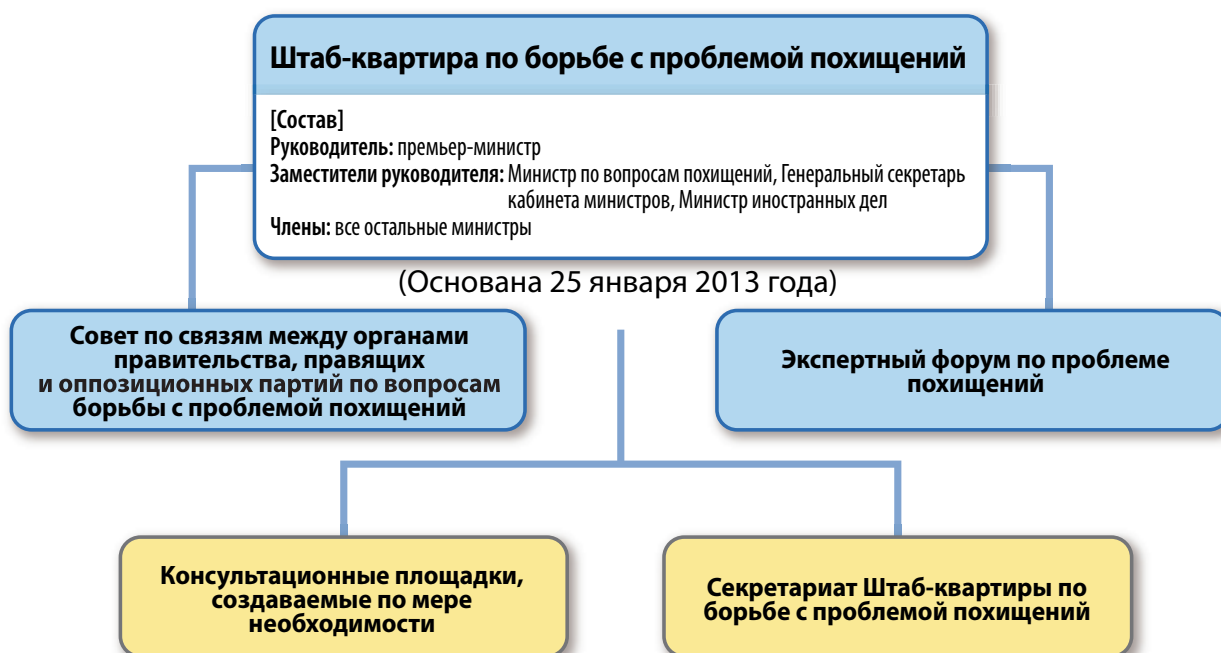 Штаб-квартира по борьбе с проблемой похищений
[Состав]
Руководитель: премьер-министр
Заместители руководителя: Министр по вопросам похищений, Генеральный секретарь
кабинета министров, Министр иностранных дел
Члены: все остальные министры
(Основана 25 января 2013 года)
Совет по связям между органами
правительства, правящих
и оппозиционных партий по вопросам
борьбы с проблемой похищений
Экспертный форум по проблеме
похищений
Консультационные площадки,
создаваемые по мере
необходимости
Секретариат Штаб-квартиры по
борьбе с проблемой похищений